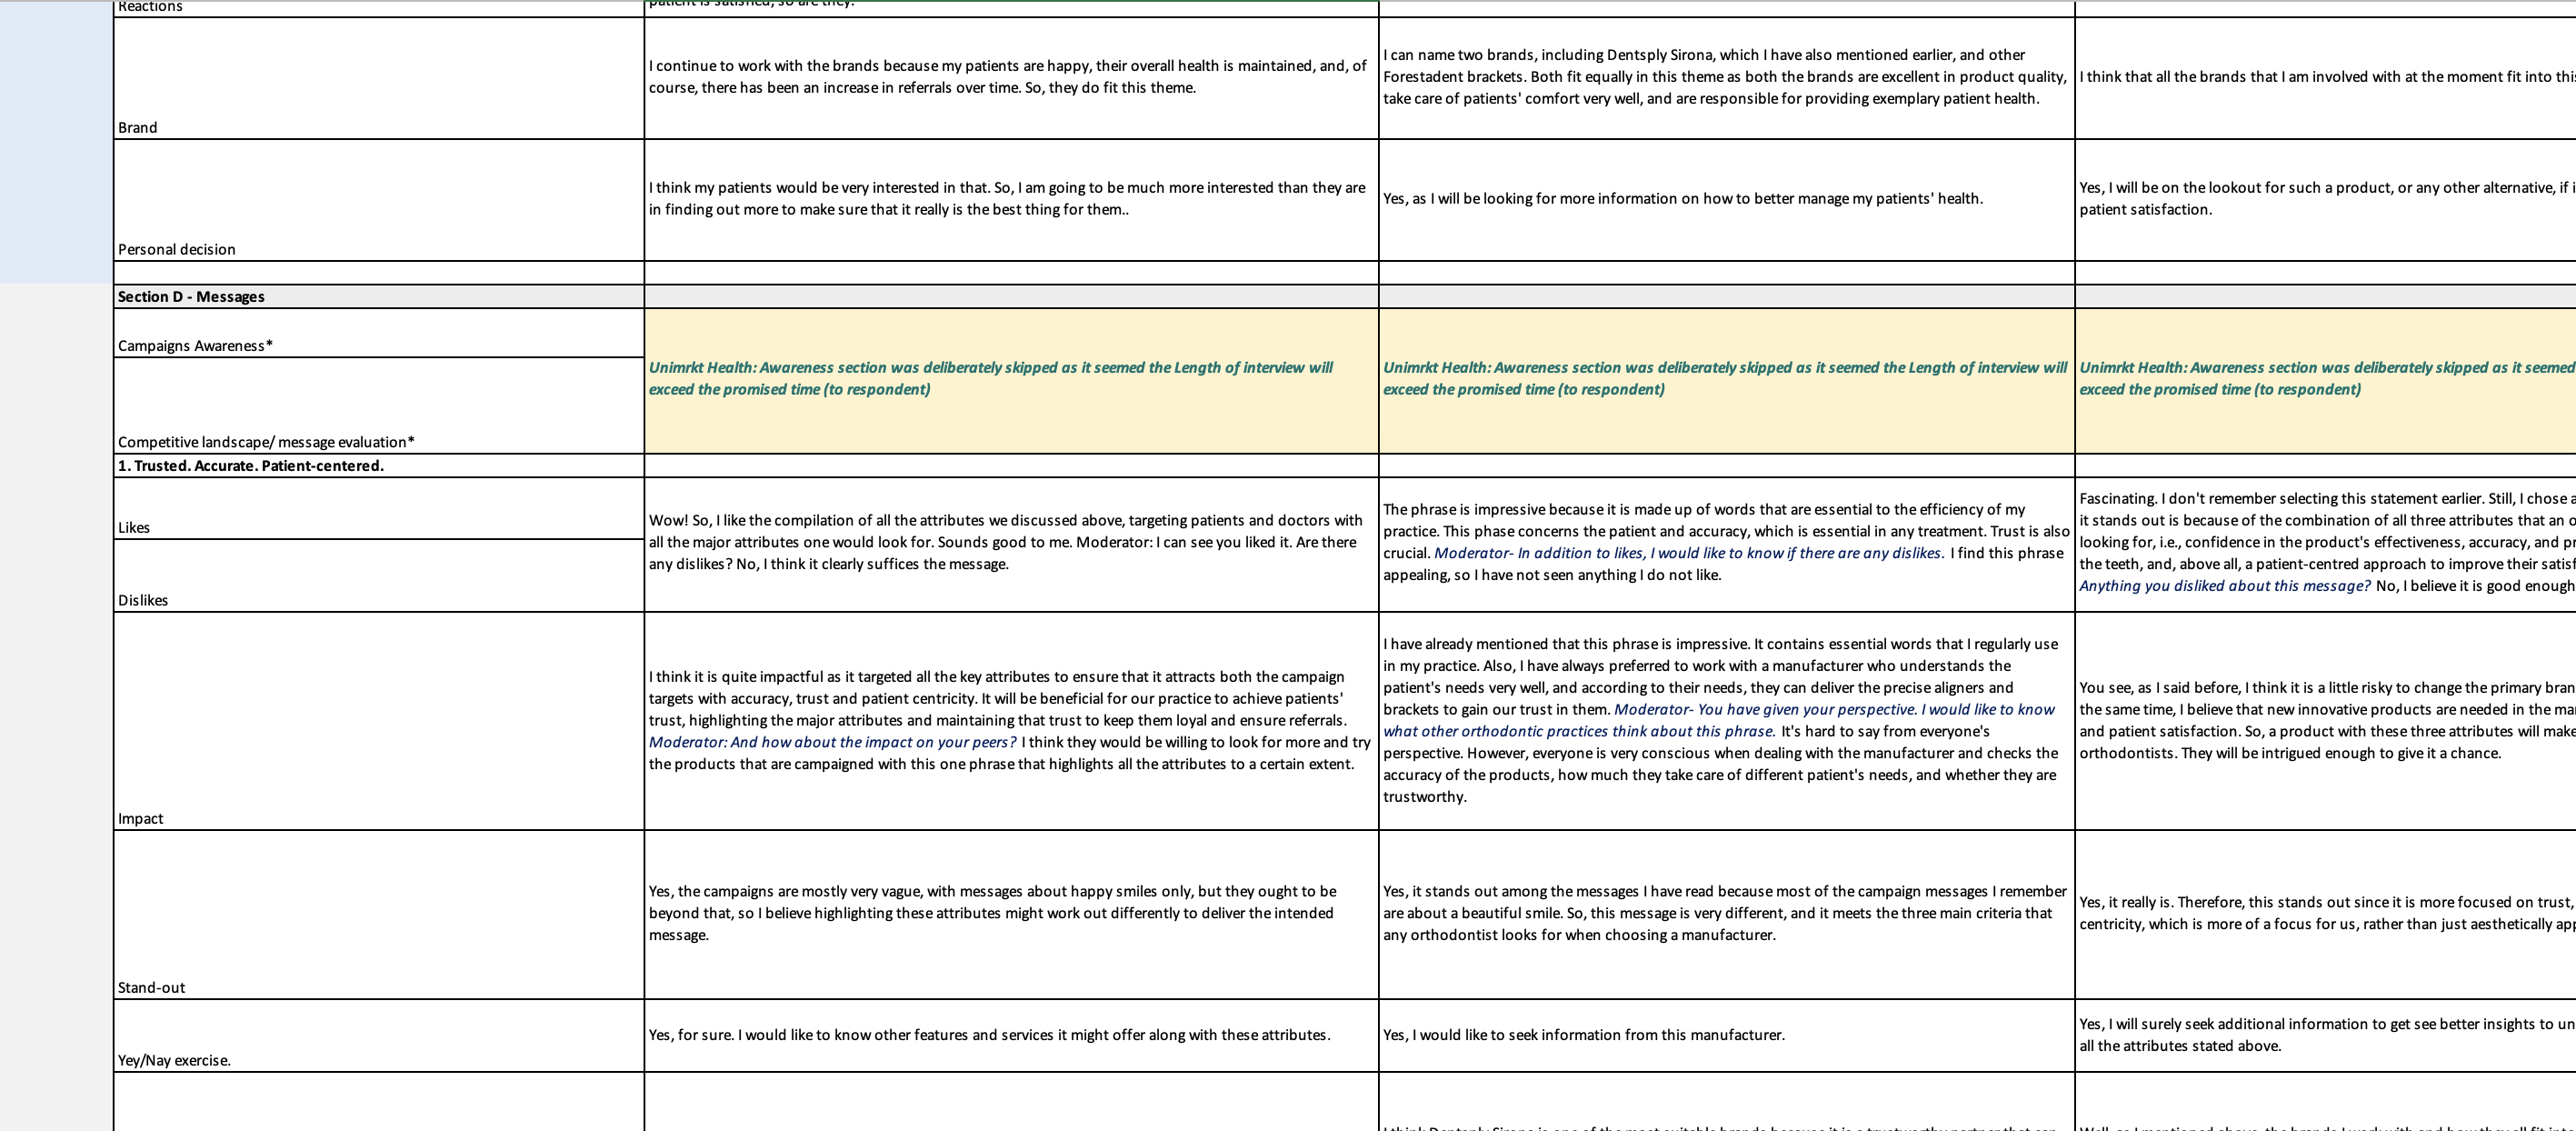 Reactions
patient is satisfied, so are they.
I continue to work with the brands because my patients are happy, their overall health is maintained, and, of
course, there has been an increase in referrals over time. So, they do fit this theme.
I can name two brands, including Dentsply Sirona, which I have also mentioned earlier, and other
Forestadent brackets. Both fit equally in this theme as both the brands are excellent in product quality,
take care of patients' comfort very well, and are responsible for providing exemplary patient health.
I think that all the brands that I am involved with at the moment fit into this
Brand
I think my patients would be very interested in that. So, I am going to be much more interested than they are
in finding out more to make sure that it really is the best thing for them..
Yes, as I will be looking for more information on how to better manage my patients' health.
Yes, I will be on the lookout for such a product, or any other alternative, if i
patient satisfaction.
Personal decision
Section D - Messages
Campaigns Awareness*
Unimrkt Health: Awareness section was deliberately skipped as it seemed the Length of interview will
exceed the promised time (to respondent)
Unimrkt Health: Awareness section was deliberately skipped as it seemed the Length of interview will
exceed the promised time (to respondent)
Unimrkt Health: Awareness section was deliberately skipped as it seemed
exceed the promised time (to respondent)
Competitive landscape/ message evaluation*
1. Trusted. Accurate. Patient-centered.
Likes
Wow! So, I like the compilation of all the attributes we discussed above, targeting patients and doctors with
all the major attributes one would look for. Sounds good to me. Moderator: I can see you liked it. Are there
any dislikes? No, I think it clearly suffices the message.
The phrase is impressive because it is made up of words that are essential to the efficiency of my
practice. This phase concerns the patient and accuracy, which is essential in any treatment. Trust is also
crucial. Moderator- In addition to likes, I would like to know if there are any dislikes. I find this phrase
appealing, so I have not seen anything I do not like.
Fascinating. I don't remember selecting this statement earlier. Still, I chose a
it stands out is because of the combination of all three attributes that an o
looking for, i.e., confidence in the product's effectiveness, accuracy, and pr
the teeth, and, above all, a patient-centred approach to improve their satisf
Anything you disliked about this message? No, I believe it is good enough
Dislikes
I think it is quite impactful as it targeted all the key attributes to ensure that it attracts both the campaign
targets with accuracy, trust and patient centricity. It will be beneficial for our practice to achieve patients'
trust, highlighting the major attributes and maintaining that trust to keep them loyal and ensure referrals.
Moderator: And how about the impact on your peers? I think they would be willing to look for more and try
the products that are campaigned with this one phrase that highlights all the attributes to a certain extent.
I have already mentioned that this phrase is impressive. It contains essential words that I regularly use
in my practice. Also, I have always preferred to work with a manufacturer who understands the
patient's needs very well, and according to their needs, they can deliver the precise aligners and
brackets to gain our trust in them. Moderator- You have given your perspective. I would like to know
what other orthodontic practices think about this phrase. It's hard to say from everyone's
perspective. However, everyone is very conscious when dealing with the manufacturer and checks the
accuracy of the products, how much they take care of different patient's needs, and whether they are
trustworthy.
You see, as I said before, I think it is a little risky to change the primary bran
the same time, I believe that new innovative products are needed in the mar
and patient satisfaction. So, a product with these three attributes will make
orthodontists. They will be intrigued enough to give it a chance.
Impact
Yes, the campaigns are mostly very vague, with messages about happy smiles only, but they ought to be
beyond that, so I believe highlighting these attributes might work out differently to deliver the intended
message.
Yes, it stands out among the messages I have read because most of the campaign messages I remember
are about a beautiful smile. So, this message is very different, and it meets the three main criteria that
any orthodontist looks for when choosing a manufacturer.
Yes, it really is. Therefore, this stands out since it is more focused on trust,
centricity, which is more of a focus for us, rather than just aesthetically app
Stand-out
Yes, for sure. I would like to know other features and services it might offer along with these attributes.
Yes, I would like to seek information from this manufacturer.
Yes, I will surely seek additional information to get see better insights to un
all the attributes stated above.
Yey/Nay exercise.